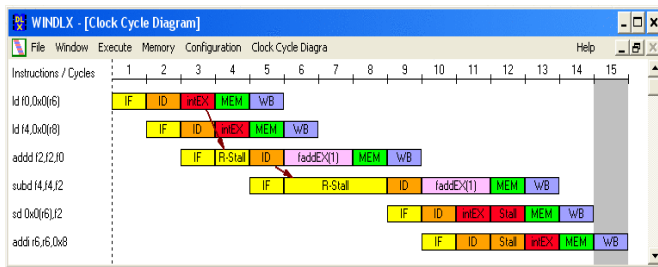 DL
X
WINDLX - [Clock Cycle Diagram]
File Window Execute Memory Configuration Clock Cycle Diagra Help
Instructions / Cycles 1 2 3 4 5 6 7 8 9 10 11 12 13 14 15
ld f0,0x0(r6) IF ID intEX MEM WB
ld f4,0x0(r8) IF ID intEX MEM WB
addd f2,f2,f0 IF R-Stall ID faddEX(1) MEM WB
subd f4,f4,f2 IF R-Stall ID faddEX(1) MEM WB
sd 0x0(r6),f2 IF ID intEX Stall MEM WB
addi r6,r6,0x8 IF ID Stall intEX MEM WB